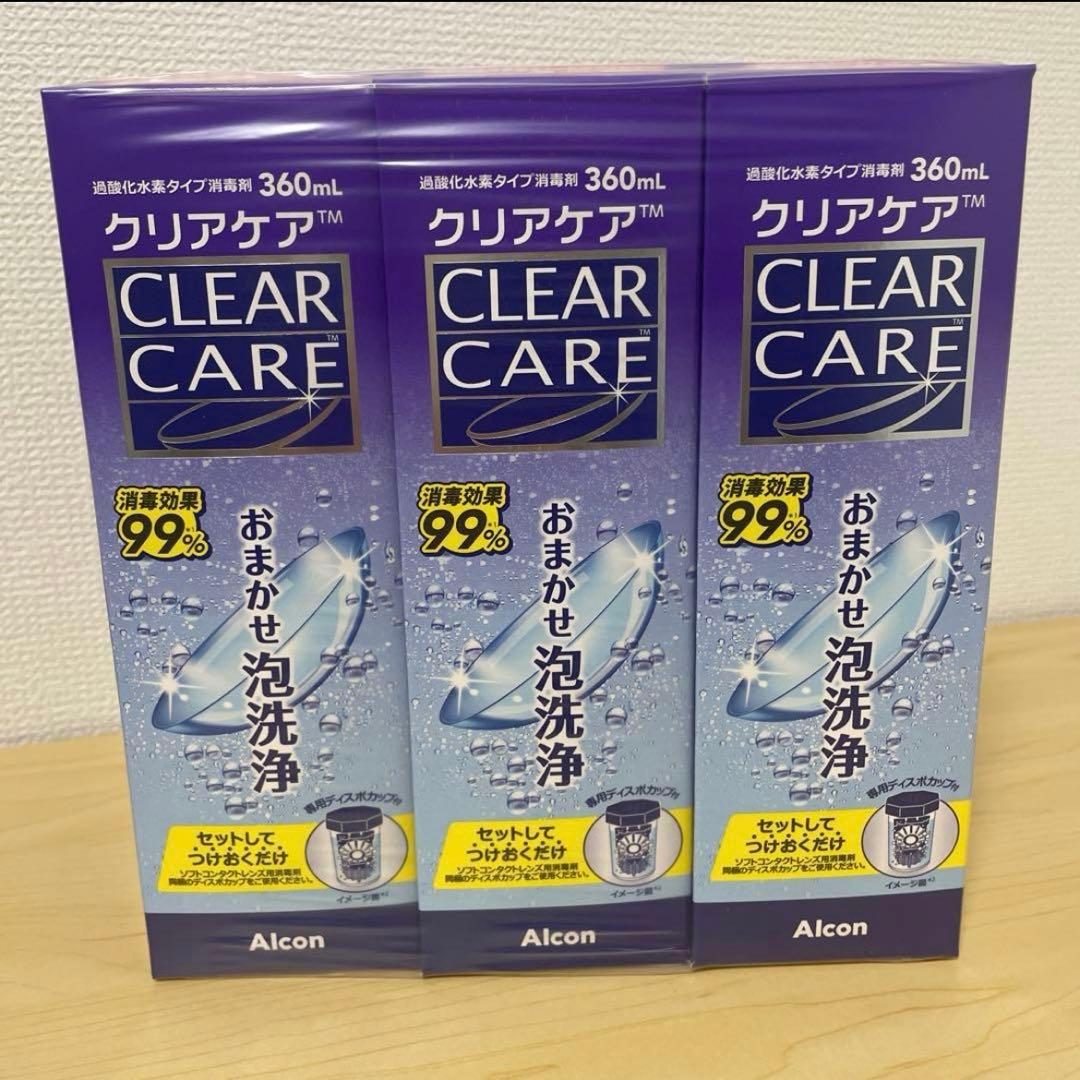 過酸化水素タイプ消毒剤 360mL
クリアケア™
CLEAR
CARE™
消毒効果
99%
おまかせ
泡洗浄
専用ディスポカップ付
セットして
つけおくだけ
ソフトコンタクトレンズ用消毒剤
同梱のディスポカップをご使用ください。
イメージ図*2
Alcon
過酸化水素タイプ消毒剤 360mL
クリアケア™
CLEAR
CARE™
消毒効果
99%
おまかせ
泡洗浄
専用ディスポカップ付
セットして
つけおくだけ
ソフトコンタクトレンズ用消毒剤
同梱のディスポカップをご使用ください。
イメージ図*2
Alcon
過酸化水素タイプ消毒剤 360mL
クリアケア™
CLEAR
CARE™
消毒効果
99%
おまかせ
泡洗浄
専用ディスポカップ付
セットして
つけおくだけ
ソフトコンタクトレンズ用消毒剤
同梱のディスポカップをご使用ください。
イメージ図*2
Alcon